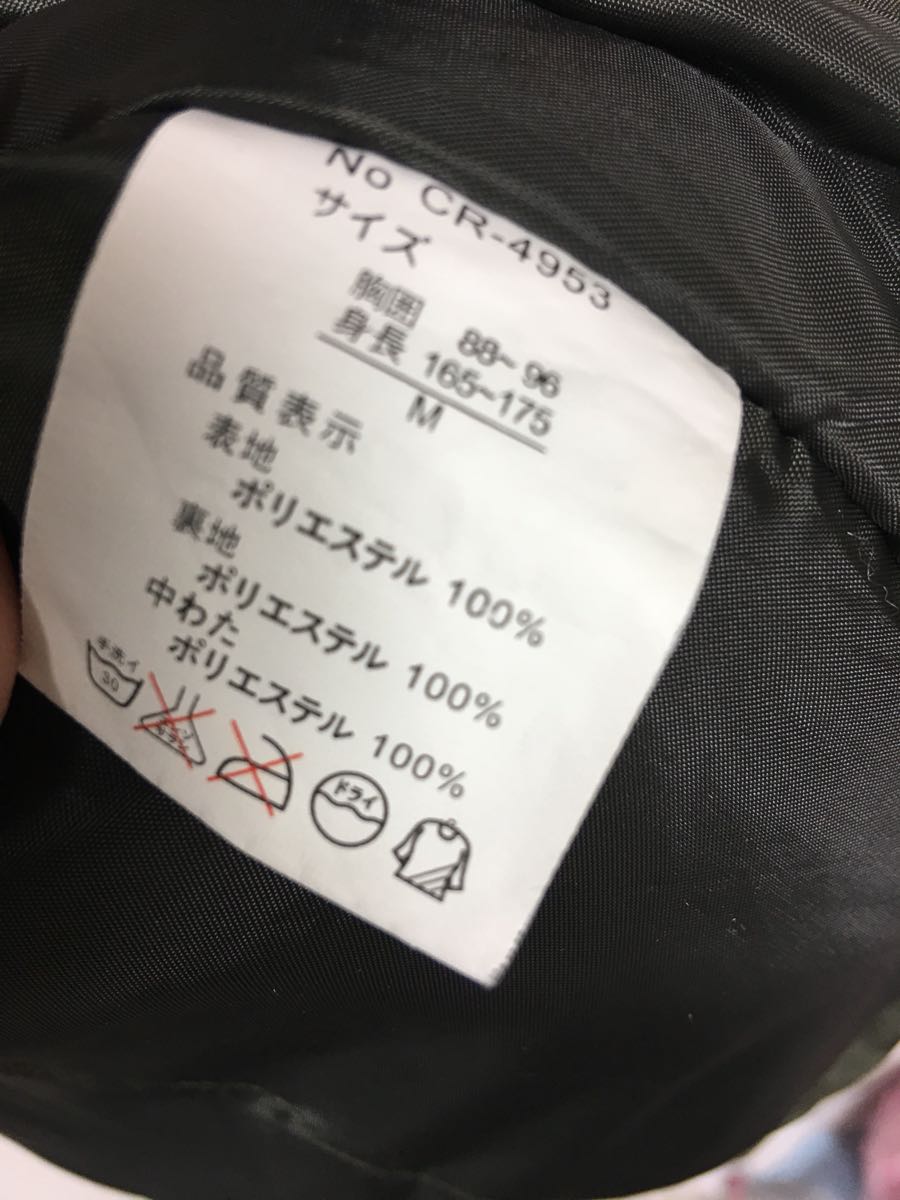 No CR-4953
サイズ
胸囲 88~96
身長 165~175
M
品質表示
表地
ポリエステル 100%
裏地
ポリエステル 100%
中わた
ポリエステル 100%
手洗イ
30
ドライ